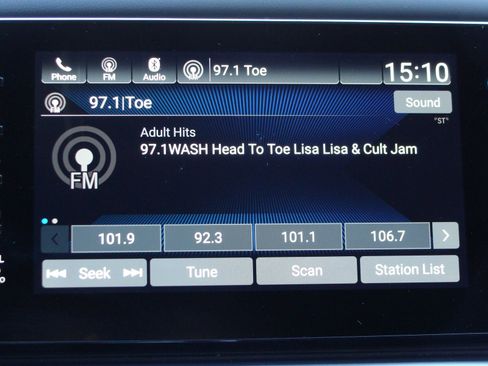 Phone
FM
Audio
FM
97.1 Toe
15:10
FM
97.1|Toe
Sound
"ST"
Adult Hits
97.1WASH Head To Toe Lisa Lisa & Cult Jam
FM
101.9
92.3
101.1
106.7
Seek
Tune
Scan
Station List